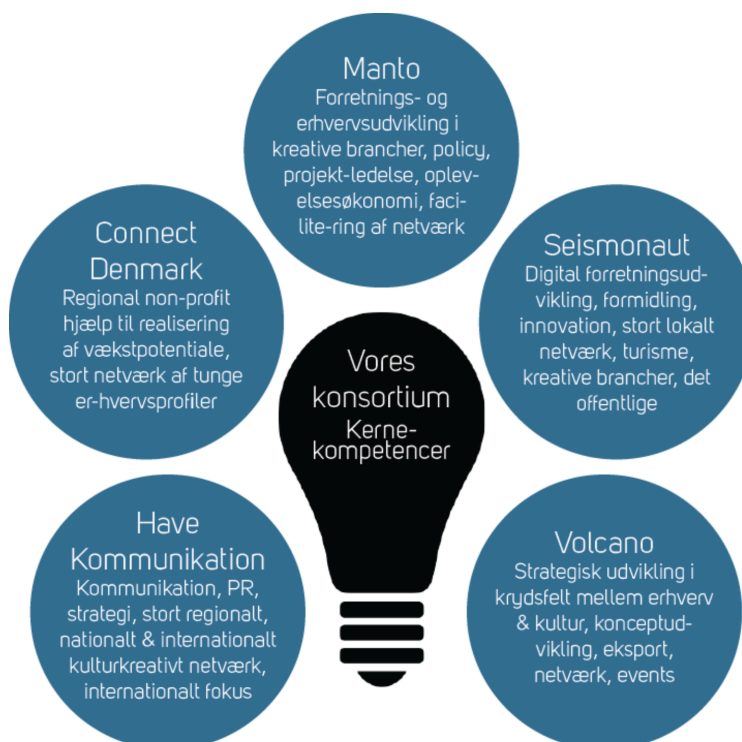 Manto
Forretnings- og
erhvervsudvikling i
kreative brancher, policy,
projekt-ledelse, oplev-
elsesøkonomi, faci-
lite-ring af netværk
Connect
Denmark
Regional non-profit
hjælp til realisering
af vækstpotentiale,
stort netværk af tunge
er-hvervsprofiler
Seismonaut
Digital forretningsud-
vikling, formidling,
innovation, stort lokalt
netværk, turisme,
kreative brancher, det
offentlige
Vores
konsortium
Kerne-
kompetencer
Have
Kommunikation
Kommunikation, PR,
strategi, stort regionalt,
nationalt & internationalt
kulturkreativt netværk,
internationalt fokus
Volcano
Strategisk udvikling i
krydsfelt mellem erhverv
& kultur, konceptud-
vikling, eksport,
netværk, events